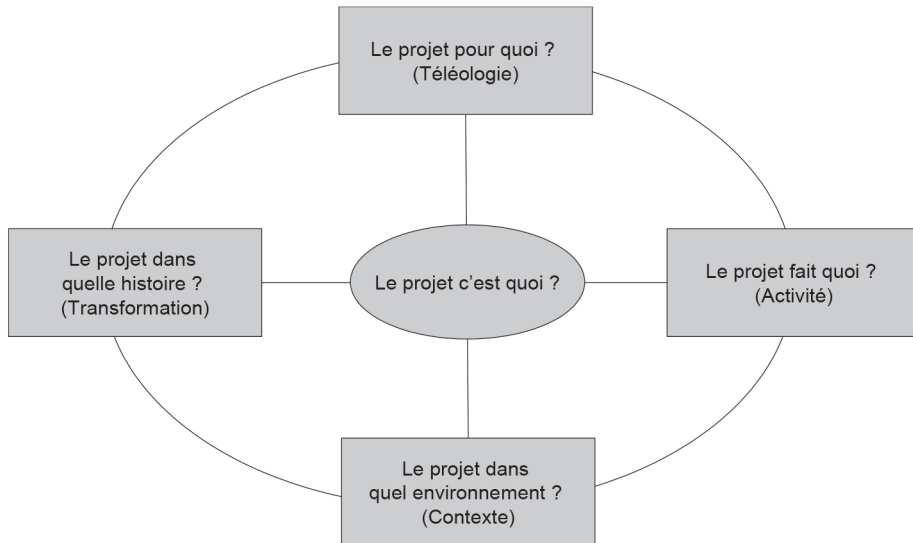 Le projet pour quoi ?
(Téléologie)
Le projet dans
quelle histoire ?
(Transformation)
Le projet c’est quoi ?
Le projet fait quoi ?
(Activité)
Le projet dans
quel environnement ?
(Contexte)